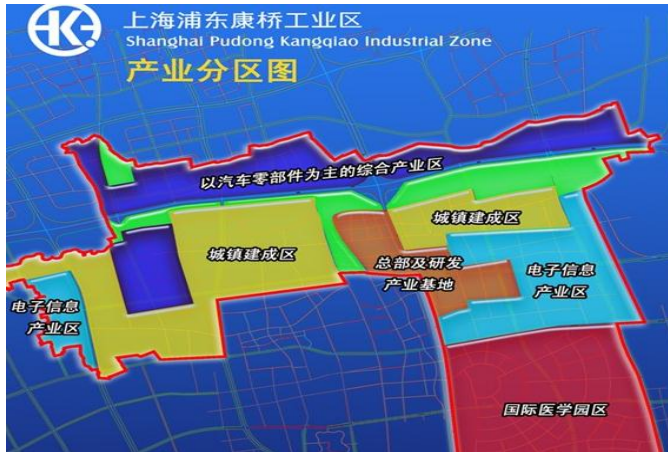 上海浦东康桥工业区
Shanghai Pudong Kangqiao Industrial Zone
产业分区图
以汽车零部件为主的综合产业区
城镇建成区
城镇建成区
总部及研发
产业基地
电子信息
产业区
电子信息
产业区
国际医学园区